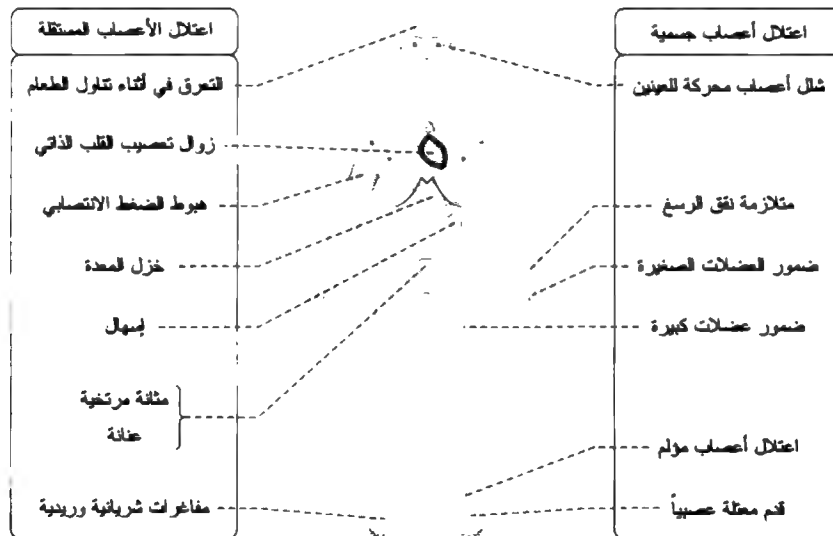 اعتلال أعصاب جسمية
شلل أعصاب محركة للعينين
متلازمة نفق الرسغ
ضمور العضلات الصغيرة
ضمور عضلات كبيرة
اعتلال أعصاب مؤلم
قدم معتلة عصبياً
اعتلال الأعصاب المستقلة
التعرق في أثناء تناول الطعام
زوال تعصيب القلب الذاتي
هبوط الضغط الانتصابي
خزل المعدة
إسهال
مثانة مرتخية
عنانة
مفاغرات شريانية وريدية